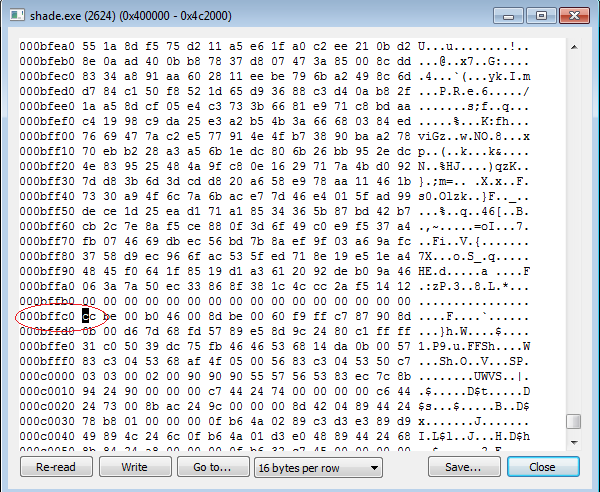 shade.exe (2624) (0x400000 - 0x4c2000)
000bfea0 55 1a 8d f5 75 d2 11 a5 e6 1f a0 c2 ee 21 0b d2 U...u........!..
000bfeb0 8e 0a ad 40 0b b8 78 37 d8 07 47 3a 85 00 8c dd ...@..x7..G:....
000bfec0 83 34 a8 91 aa 60 28 11 ee be 79 6b a2 49 8c 6d .4...`(...yk.I.m
000bfed0 d7 84 c1 50 f8 52 1d 65 d9 36 88 c3 d4 0a b8 2f ...P.R.e.6...../
000bfee0 1a a5 8d cf 05 e4 c3 73 3b 66 81 e9 71 c8 bd aa .......s;f..q...
000bfef0 c4 19 98 c9 da 25 e3 a2 b5 4b 3a 66 68 03 84 ed .....%...K:fh...
000bff00 76 69 47 7a c2 e5 77 91 4e 4f b7 38 90 ba a2 78 viGz..w.NO.8...x
000bff10 70 eb b2 28 a3 a5 6b 1e dc 80 6b 26 bb 95 2e dc p..(..k...k&....
000bff20 4e 83 95 25 48 4a 9f c8 0e 16 29 71 7a 4b d0 92 N..%HJ....)qzK..
000bff30 7d d8 3b 6d 3d cd d8 20 a6 58 e9 78 aa 11 46 1b }.;m=.. .X.x..F.
000bff40 73 30 a9 4f 6c 7a 6b ac e7 7d 46 e4 01 5f ad 99 s0.Olzk..}F.._..
000bff50 de ce 1d 25 ea d1 71 a1 85 34 36 5b 87 bd 42 b7 ...%..q..46[..B.
000bff60 cb 2c 7e 8a f5 ce 88 0f 3d 6f 49 c0 e9 f5 37 a4 .,~.....=oI...7.
000bff70 fb 07 46 69 db ec 56 bd 7b 8a ef 9f 03 a6 9a fc ..Fi..V.{.......
000bff80 37 58 d9 ec 96 6f ac 53 5f ed 71 8e 19 e5 1e a4 7X...o.S_.q.....
000bff90 48 45 f0 64 1f 85 19 d1 a3 61 20 92 de b0 9a 46 HE.d.....a ....F
000bffa0 06 3a 7a 50 ec 33 86 8f 38 1c 4c cc 2a f5 14 12 .:zP.3..8.L.*...
000bffb0 00 00 00 00 00 00 00 00 00 00 00 00 00 00 00 00 ................
000bffc0 cc be 00 b0 46 00 8d be 00 60 f9 ff c7 87 90 8d ....F....`......
000bffd0 0b 00 d6 7d 68 fd 57 89 e5 8d 9c 24 80 c1 ff ff ...}h.W....$....
000bffe0 31 c0 50 39 dc 75 fb 46 46 53 68 14 da 0b 00 57 1.P9.u.FFSh....W
000bfff0 83 c3 04 53 68 af 4f 05 00 56 83 c3 04 53 50 c7 ...Sh.O..V...SP.
000c0000 03 03 00 02 00 90 90 90 55 57 56 53 83 ec 7c 8b ........UWVS..|.
000c0010 94 24 90 00 00 00 c7 44 24 74 00 00 00 00 c6 44 .$.....D$t.....D
000c0020 24 73 00 8b ac 24 9c 00 00 00 8d 42 04 89 44 24 $s...$.....B..D$
000c0030 78 b8 01 00 00 00 0f b6 4a 02 89 c3 d3 e3 89 d9 x.......J.......
000c0040 49 89 4c 24 6c 0f b6 4a 01 d3 e0 48 89 44 24 68 I.L$l..J...H.D$h
Re-read Write Go to... 16 bytes per row Save... Close